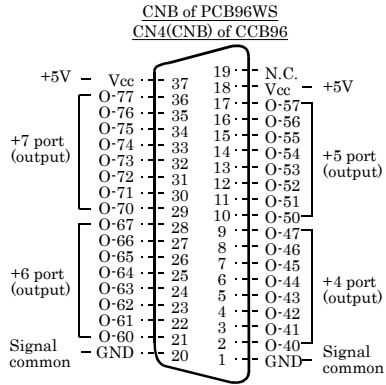 CNB of PCB96WS
CN4(CNB) of CCB96
19 N.C.
+5V Vcc 37
18 Vcc +5V
O-77 36
17 O-57
O-76 35
16 O-56
O-75 34
15 O-55
+7 port
(output)
O-74 33
14 O-54
+5 port
(output)
O-73 32
13 O-53
O-72 31
12 O-52
O-71 30
11 O-51
O-70 29
10 O-50
O-67 28
9 O-47
O-66 27
8 O-46
O-65 26
7 O-45
+6 port
(output)
O-64 25
6 O-44
+4 port
(output)
O-63 24
5 O-43
O-62 23
4 O-42
O-61 22
3 O-41
O-60 21
2 O-40
Signal
common
GND 20
1 GND
Signal
common